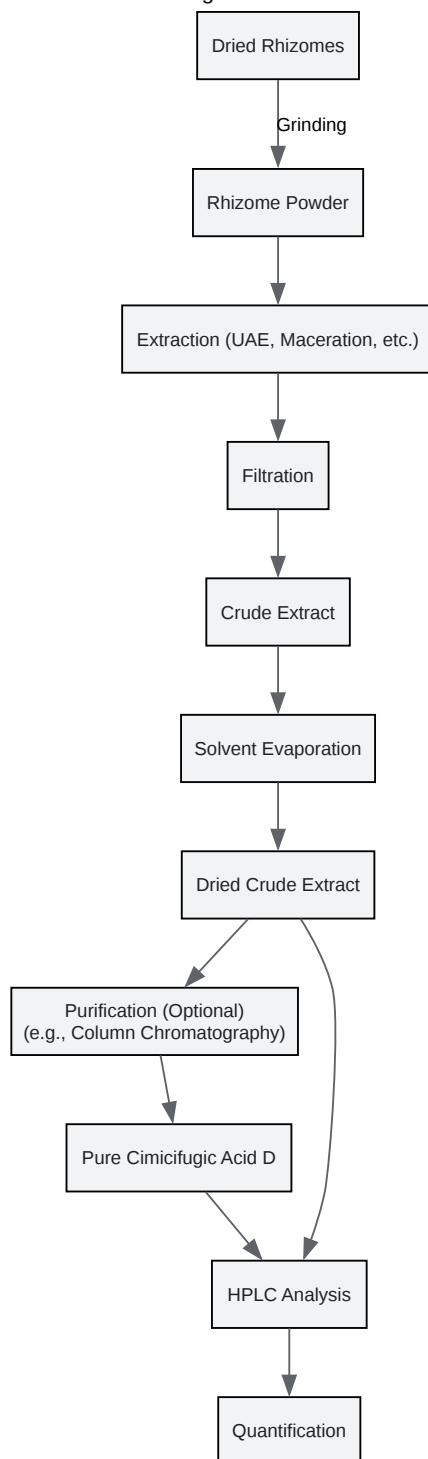 Dried Rhizomes
Grinding
Rhizome Powder
Extraction (UAE, Maceration, etc.)
Filtration
Crude Extract
Solvent Evaporation
Dried Crude Extract
Purification (Optional)
(e.g., Column Chromatography)
Pure Cimicifugic Acid D
HPLC Analysis
Quantification